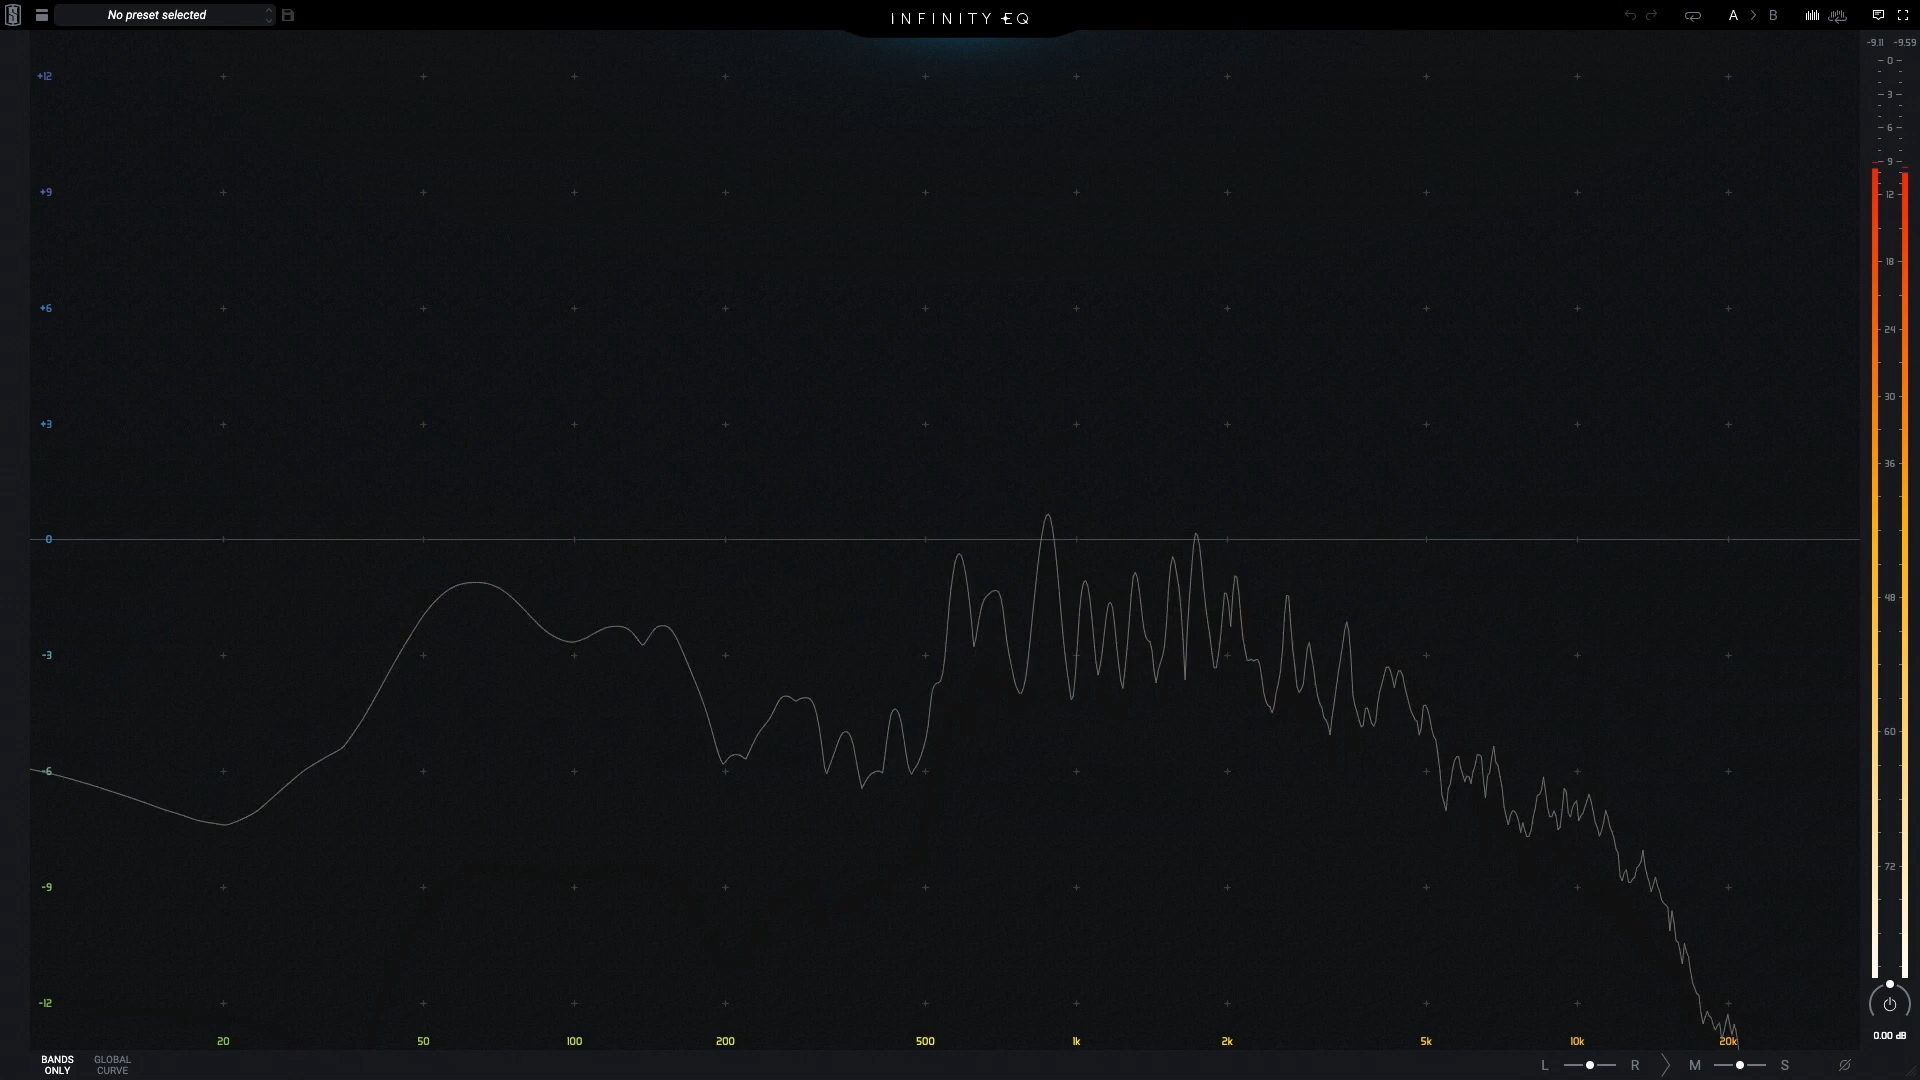 No preset selected
INFINITY EQ
A
B
-9.11 -9.59
+12
+9
+6
+3
0
-3
-6
-9
-12
0
3
6
9
12
18
24
30
36
48
60
72
0.00 dB
20 50 100 200 500 1k 2k 5k 10k 20k
BANDS ONLY
GLOBAL CURVE
L R M S